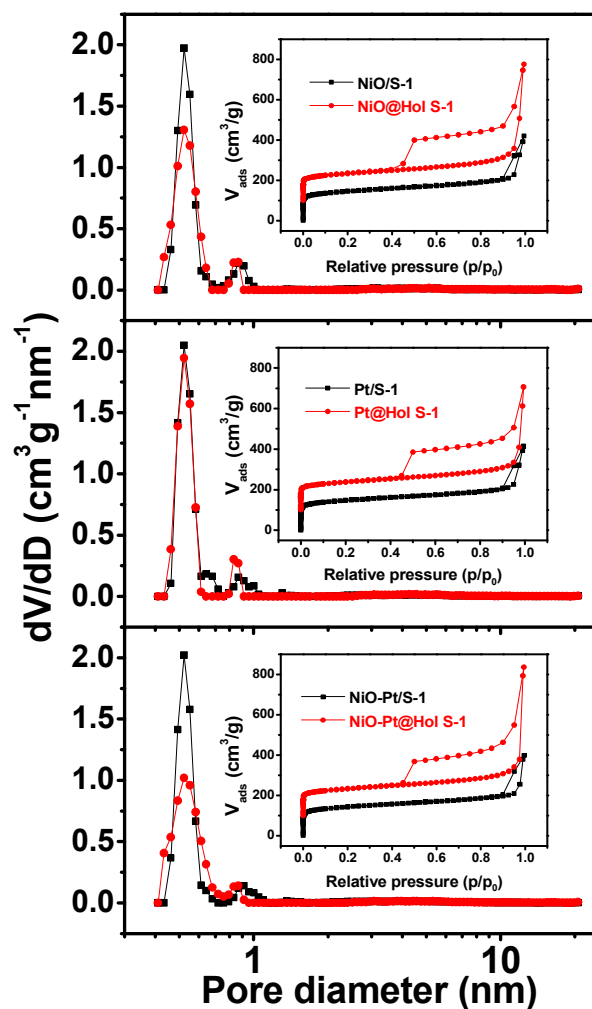 dV/dD (cm³g⁻¹nm⁻¹)
2.0
1.5
1.0
0.5
0.0
800
600
400
200
0
Vads (cm³/g)
NiO/S-1
NiO@Hol S-1
0.0 0.2 0.4 0.6 0.8 1.0
Relative pressure (p/p₀)
2.0
1.5
1.0
0.5
0.0
800
600
400
200
0
Vads (cm³/g)
Pt/S-1
Pt@Hol S-1
0.0 0.2 0.4 0.6 0.8 1.0
Relative pressure (p/p₀)
2.0
1.5
1.0
0.5
0.0
800
600
400
200
0
Vads (cm³/g)
NiO-Pt/S-1
NiO-Pt@Hol S-1
0.0 0.2 0.4 0.6 0.8 1.0
Relative pressure (p/p₀)
1 10
Pore diameter (nm)